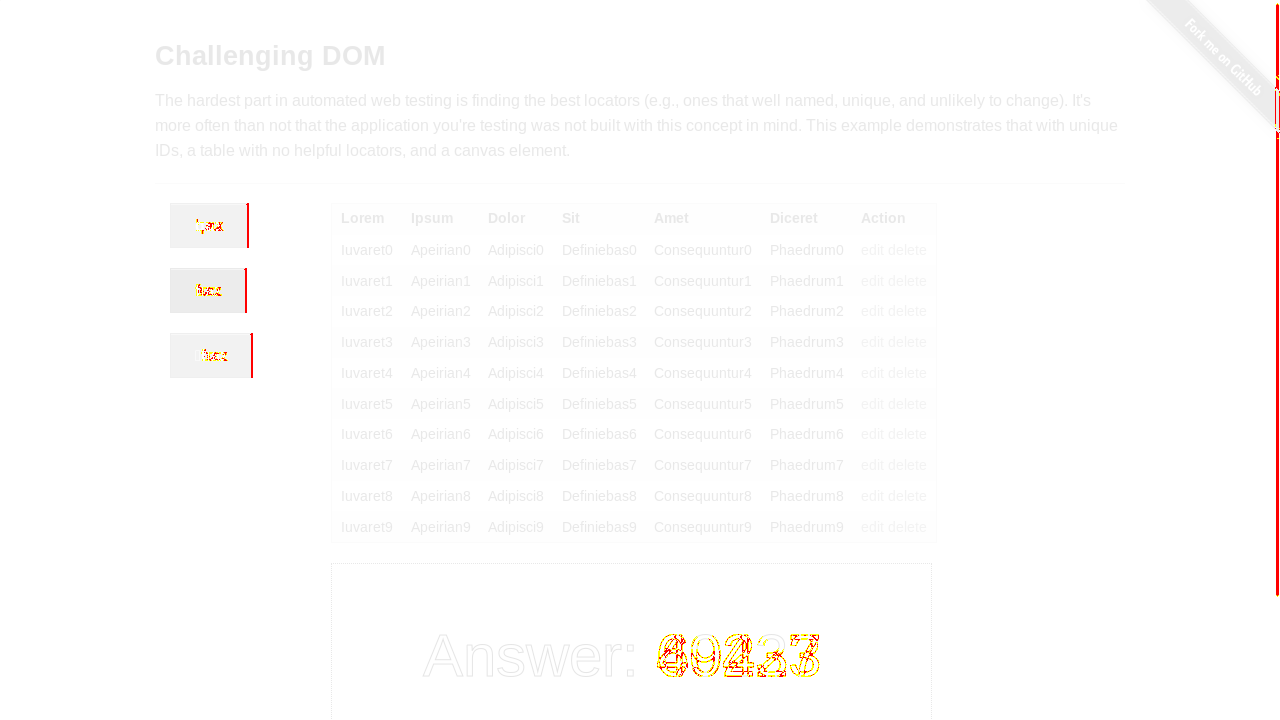 Fork me on GitHub
Challenging DOM
The hardest part in automated web testing is finding the best locators (e.g., ones that well named, unique, and unlikely to change). It's
more often than not that the application you're testing was not built with this concept in mind. This example demonstrates that with unique
IDs, a table with no helpful locators, and a canvas element.
Lorem Ipsum Dolor Sit Amet Diceret Action
Iuvaret0 Apeirian0 Adipisci0 Definiebas0 Consequuntur0 Phaedrum0 edit delete
Iuvaret1 Apeirian1 Adipisci1 Definiebas1 Consequuntur1 Phaedrum1 edit delete
Iuvaret2 Apeirian2 Adipisci2 Definiebas2 Consequuntur2 Phaedrum2 edit delete
Iuvaret3 Apeirian3 Adipisci3 Definiebas3 Consequuntur3 Phaedrum3 edit delete
Iuvaret4 Apeirian4 Adipisci4 Definiebas4 Consequuntur4 Phaedrum4 edit delete
Iuvaret5 Apeirian5 Adipisci5 Definiebas5 Consequuntur5 Phaedrum5 edit delete
Iuvaret6 Apeirian6 Adipisci6 Definiebas6 Consequuntur6 Phaedrum6 edit delete
Iuvaret7 Apeirian7 Adipisci7 Definiebas7 Consequuntur7 Phaedrum7 edit delete
Iuvaret8 Apeirian8 Adipisci8 Definiebas8 Consequuntur8 Phaedrum8 edit delete
Iuvaret9 Apeirian9 Adipisci9 Definiebas9 Consequuntur9 Phaedrum9 edit delete
Answer: